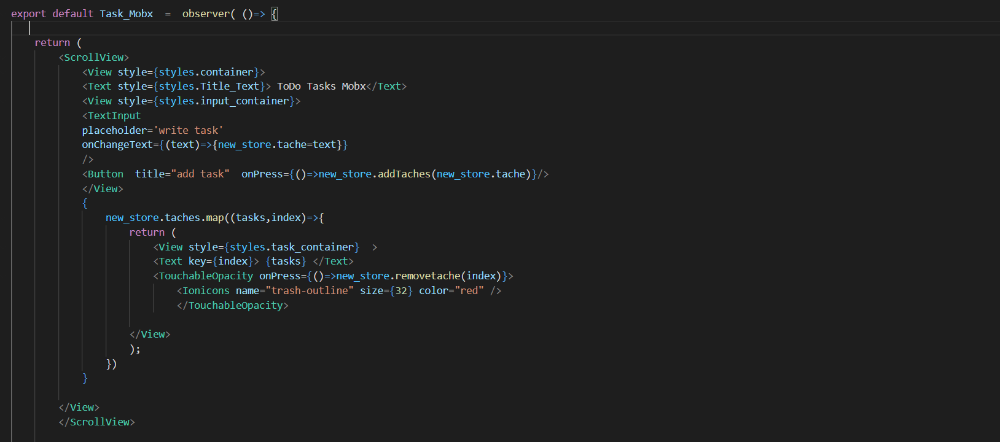 export default Task_Mobx  =  observer( ()=> {
return (
<ScrollView>
<View style={styles.container}>
<Text style={styles.Title_Text}> ToDo Tasks Mobx</Text>
<View style={styles.input_container}>
<TextInput
placeholder='write task'
onChangeText={(text)=>{new_store.tache=text}}
/>
<Button  title="add task"  onPress={()=>new_store.addTaches(new_store.tache)}/>
</View>
{
new_store.taches.map((tasks,index)=>{
return (
<View style={styles.task_container}  >
<Text key={index}> {tasks} </Text>
<TouchableOpacity onPress={()=>new_store.removetache(index)}>
<Ionicons name="trash-outline" size={32} color="red" />
</TouchableOpacity>
</View>
);
})
}
</View>
</ScrollView>